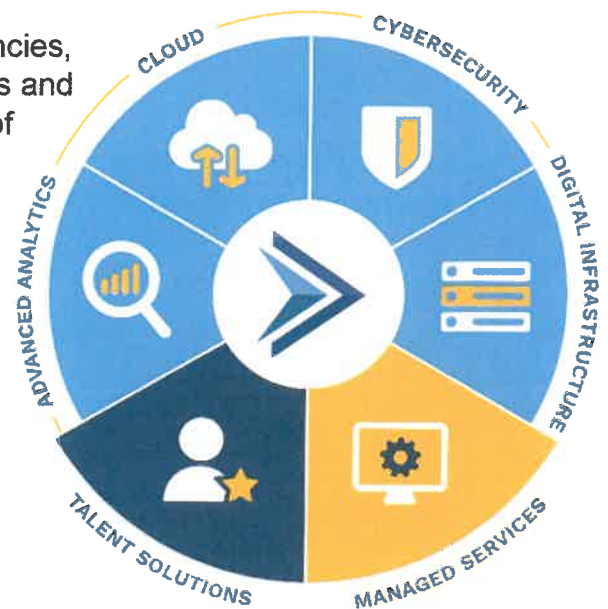 ncies,
s and
of
CLOUD
CYBERSECURITY
DIGITAL INFRASTRUCTURE
MANAGED SERVICES
TALENT SOLUTIONS
ADVANCED ANALYTICS